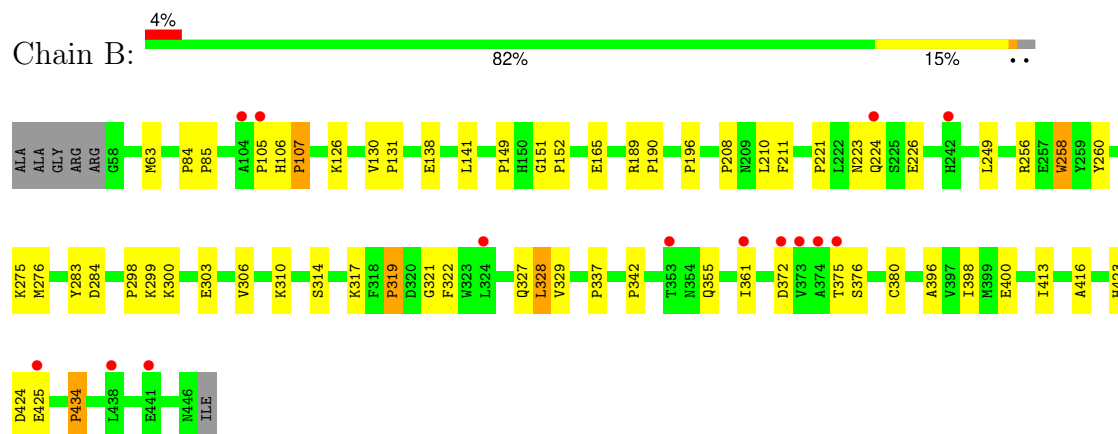 4%
Chain B:
82% 15% • •
ALA ALA GLY ARG ARG G58 M63 P84 P85 A104 P105 H106 P107 K126 V130 P131 E138 L141 P149 H150 G151 P152 E165 R189 P190 P196 P208 N209 L210 F211 P221 L222 N223 Q224 S225 E226 H242 L249 R256 E257 W258 Y259 Y260
K275 M276 Y283 D284 P298 K299 K300 E303 V306 K310 S314 K317 F318 P319 D320 G321 F322 W323 L324 Q327 L328 V329 P337 P342 T353 N354 Q355 I361 D372 V373 A374 T375 S376 C380 A396 V397 I398 M399 E400 I413 A416 H423
D424 E425 P434 L438 E441 N446 ILE